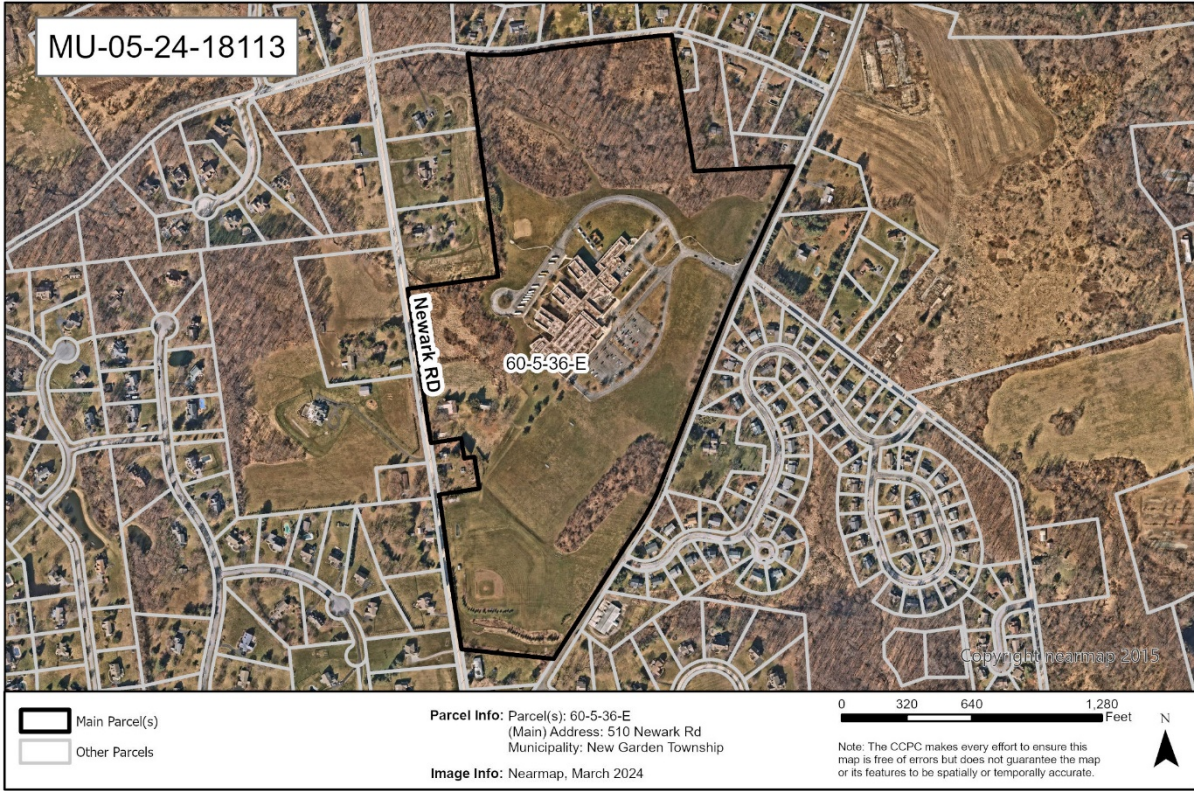 MU-05-24-18113
Newark RD
60-5-36-E
Copyright nearmap 2015
Main Parcel(s)
Other Parcels
Parcel Info: Parcel(s): 60-5-36-E
(Main) Address: 510 Newark Rd
Municipality: New Garden Township
Image Info: Nearmap, March 2024
0 320 640 1,280
Feet
N
Note: The CCPC makes every effort to ensure this
map is free of errors but does not guarantee the map
or its features to be spatially or temporally accurate.